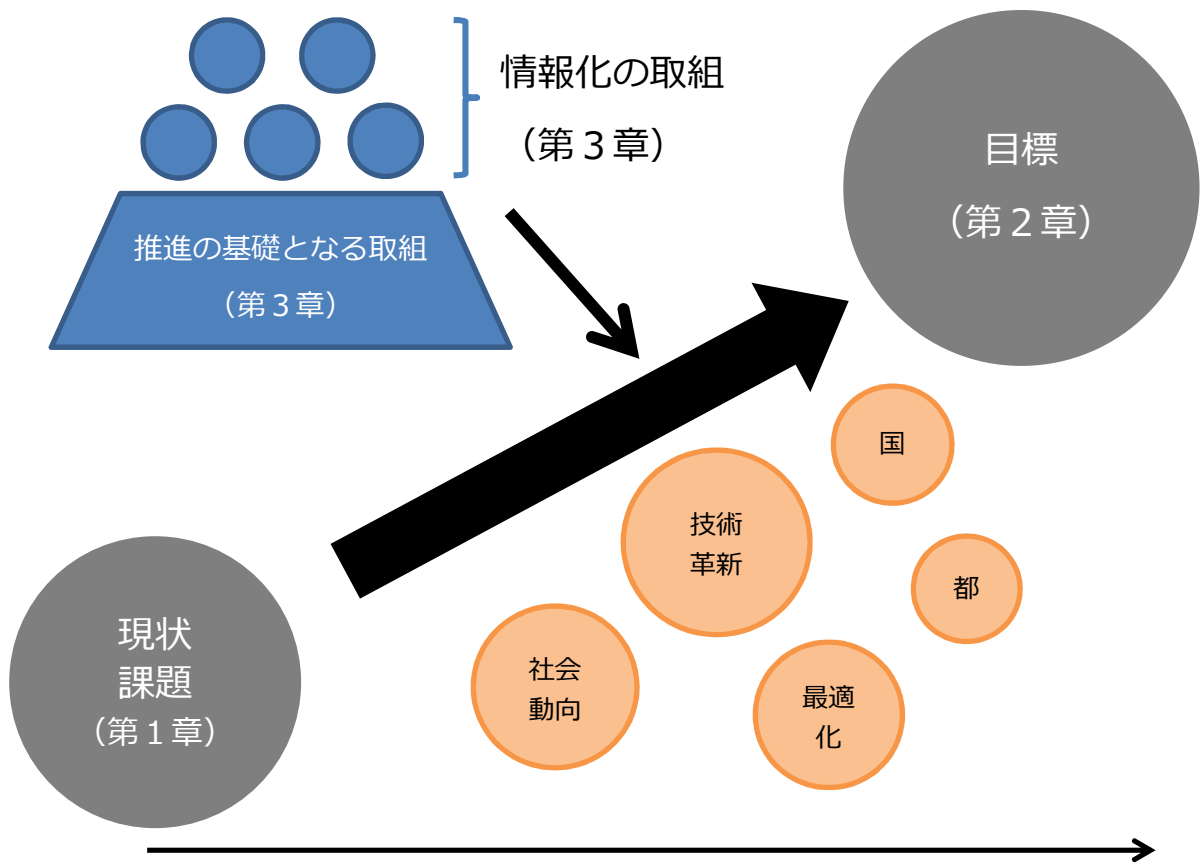 情報化の取組
（第３章）
推進の基礎となる取組
（第３章）
目標
（第２章）
国
技術
革新
都
社会
動向
最適
化
現状
課題
（第１章）